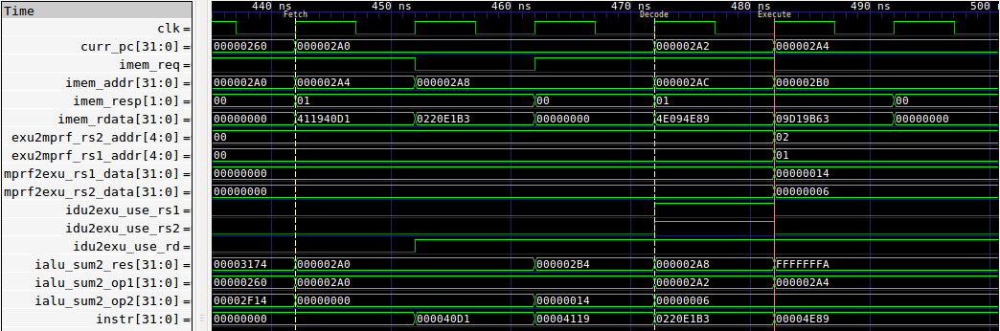 Time 440 ns 450 ns 460 ns 470 ns 480 ns 490 ns 500 n
Fetch Decode Execute
clk =
curr_pc[31:0] = 00000260 000002A0 000002A2 000002A4
imem_req =
imem_addr[31:0] = 000002A0 000002A4 000002A8 000002AC 000002B0
imem_resp[1:0] = 00 01 00 01 00
imem_rdata[31:0] = 00000000 411940D1 0220E1B3 00000000 4E094E89 09D19B63 00000000
exu2mprf_rs2_addr[4:0] = 00 02
exu2mprf_rs1_addr[4:0] = 00 01
mprf2exu_rs1_data[31:0] = 00000000 00000014
mprf2exu_rs2_data[31:0] = 00000000 00000006
idu2exu_use_rs1
idu2exu_use_rs2 =
idu2exu_use_rd =
ialu_sum2_res[31:0] = 00003174 000002A0 000002B4 000002A8 FFFFFFFA
ialu_sum2_op1[31:0] = 00000260 000002A0 000002A2 000002A4
ialu_sum2_op2[31:0] = 00002F14 00000000 00000014 00000006
instr[31:0] = 00000000 000040D1 00004119 0220E1B3 00004E89